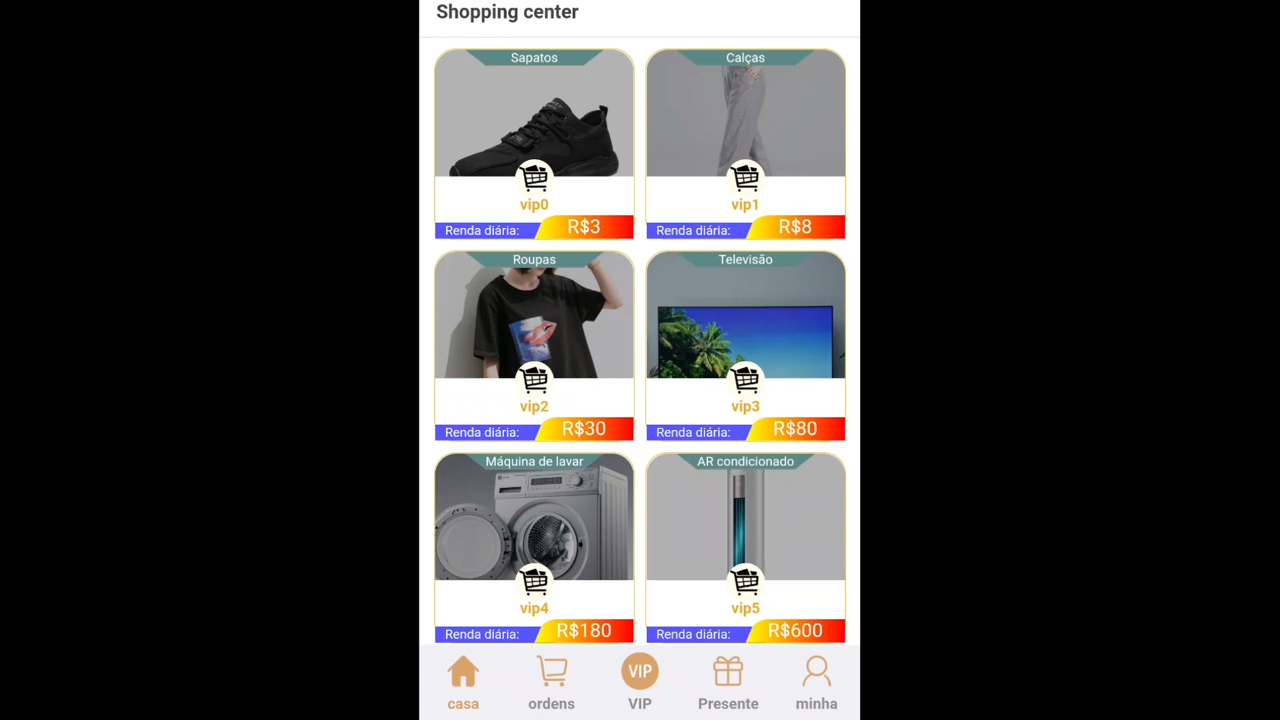 Shopping center
Sapatos
Calças
vip0
vip1
Renda diária: R$3
Renda diária: R$8
Roupas
Televisão
vip2
vip3
Renda diária: R$30
Renda diária: R$80
Máquina de lavar
AR condicionado
vip4
vip5
Renda diária: R$180
Renda diária: R$600
VIP
casa
ordens
VIP
Presente
minha